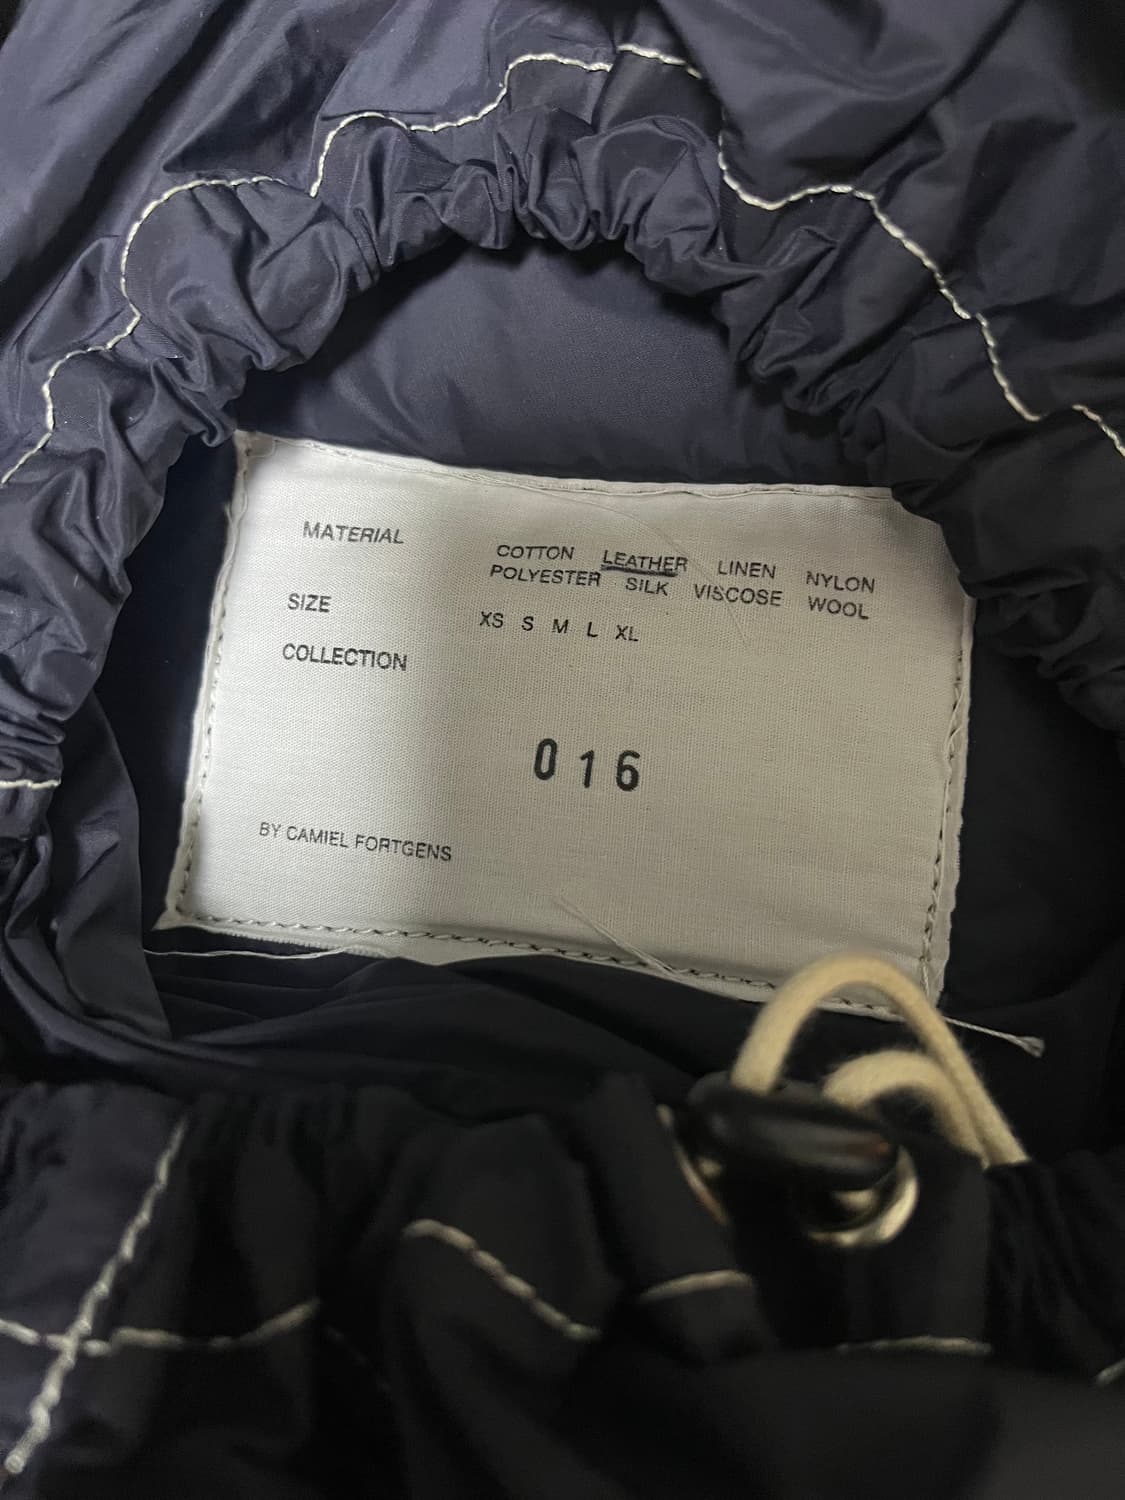 MATERIAL
COTTON LEATHER LINEN NYLON
POLYESTER SILK VISCOSE WOOL
SIZE
XS S M L XL
COLLECTION
016
BY CAMIEL FORTGENS